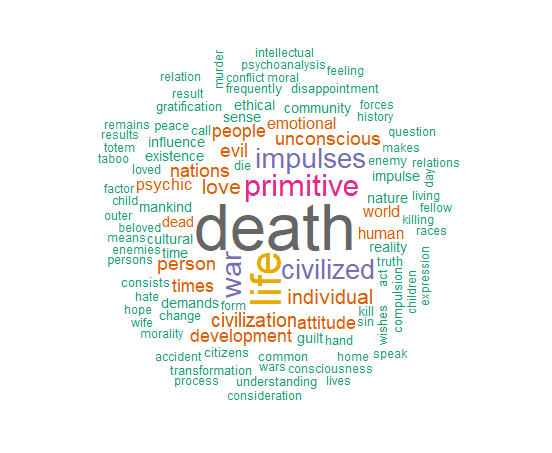 intellectual
murder
psychoanalysis
feeling
relation
conflict moral
frequently
disappointment
result
gratification
ethical
community
forces
history
sense
emotional
remains
peace
call
people
unconscious
question
results
influence
evil
impulses
makes
totem
existence
die
enemy
relations
taboo
loved
nations
impulse
day
psychic
love
primitive
nature
living
factor
child
mankind
world
fellow
outer
dead
death
killing
beloved
human
races
means
cultural
reality
enemies
time
war
life
civilized
truth
persons
person
act
compulsion
children
expression
consists
times
individual
hate
demands
form
kill
hope
change
civilization
attitude
sin
wishes
wife
morality
development
guilt
hand
accident
citizens
common
home
speak
transformation
wars
consciousness
process
understanding
lives
consideration